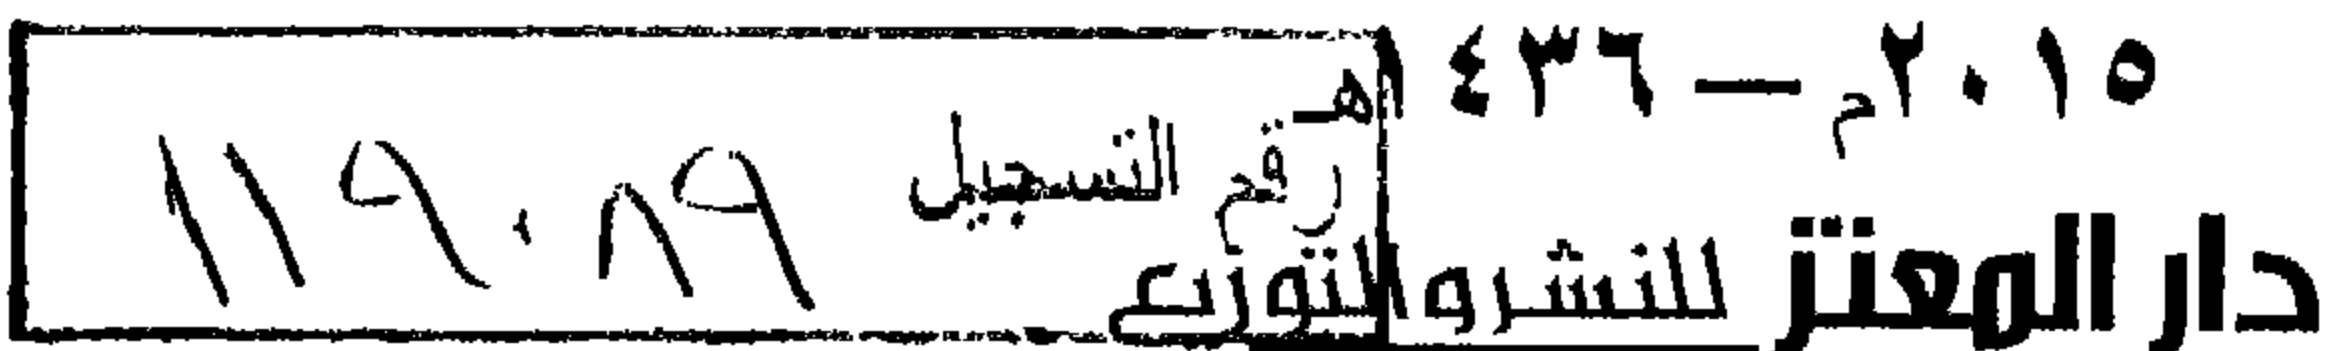 ٢٠١٥م – ١٤٣٦هـ
رقم التسجيل ١١٩٠٨٩
دار المعتز للنشر والتوزيع